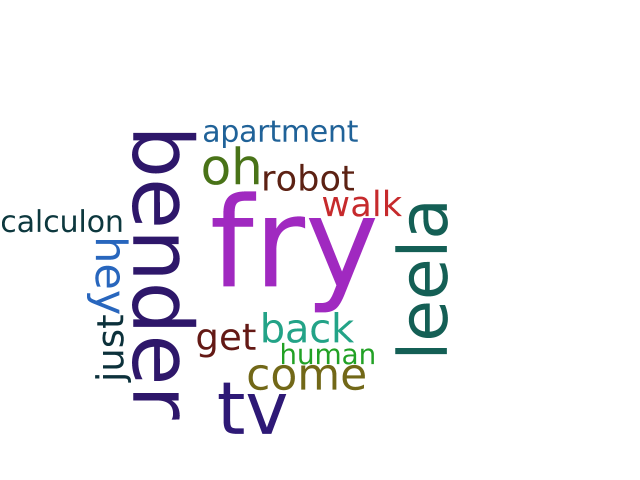 apartment
bender
oh
robot
walk
fry
leela
calculon
hey
just
get
back
human
come
tv